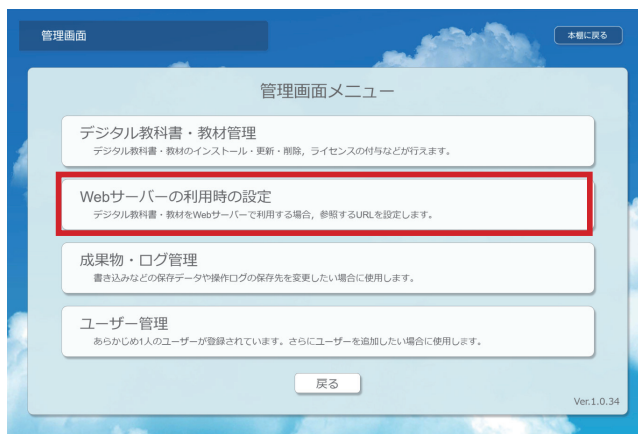 管理画面
本棚に戻る
管理画面メニュー
デジタル教科書・教材管理
デジタル教科書・教材のインストール・更新・削除，ライセンスの付与などが行えます。
Webサーバーの利用時の設定
デジタル教科書・教材をWebサーバーで利用する場合，参照するURLを設定します。
成果物・ログ管理
書き込みなどの保存データや操作ログの保存先を変更したい場合に使用します。
ユーザー管理
あらかじめ1人のユーザーが登録されています。さらにユーザーを追加したい場合に使用します。
戻る
Ver.1.0.34